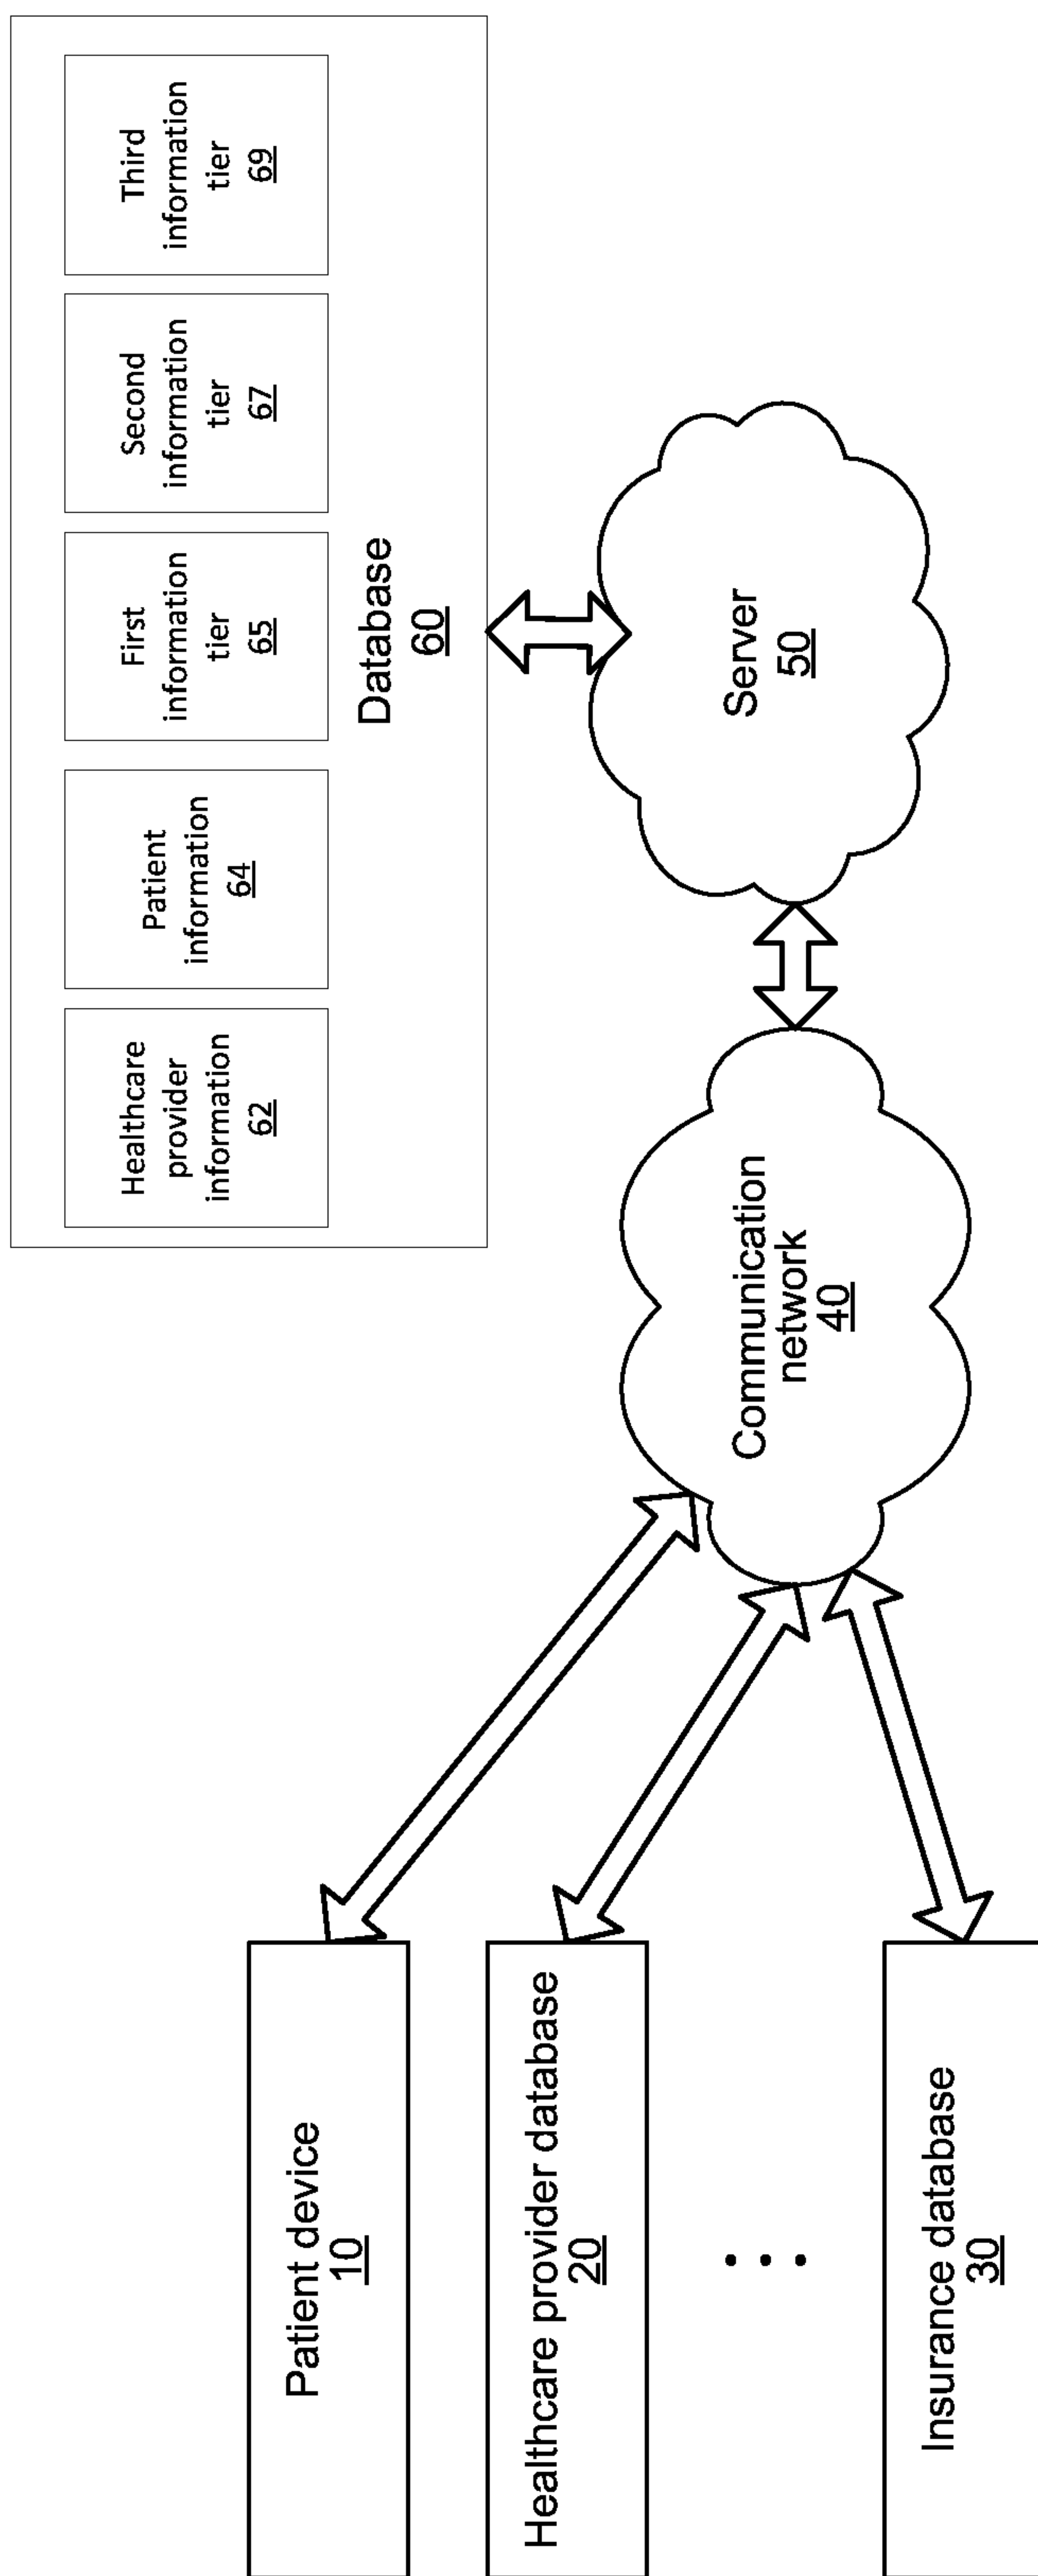 Patient device
10
Healthcare provider database
20
...
Insurance database
30
Communication
network
40
Server
50
Database
60
Healthcare
provider
information
62
Patient
information
64
First
information
tier
65
Second
information
tier
67
Third
information
tier
69